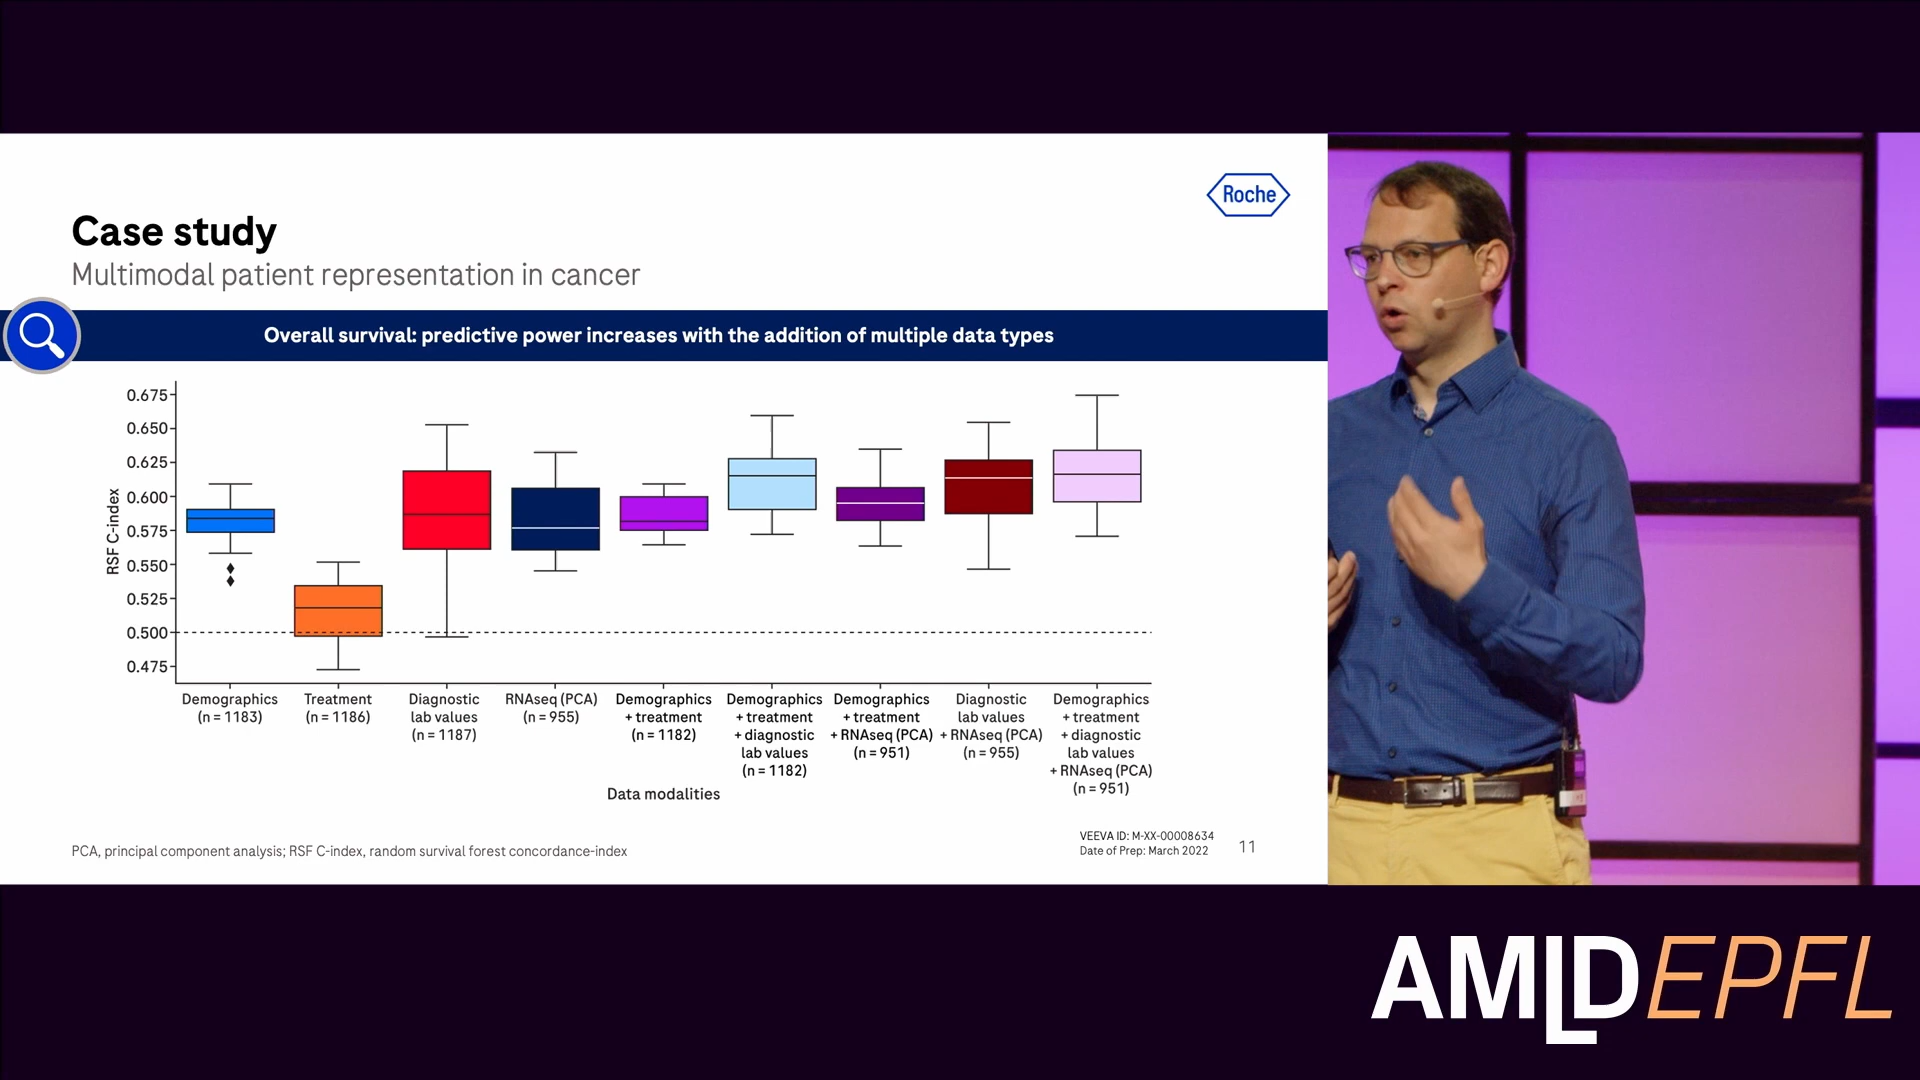 Roche
Case study
Multimodal patient representation in cancer
Overall survival: predictive power increases with the addition of multiple data types
RSF C-index
0.675
0.650
0.625
0.600
0.575
0.550
0.525
0.500
0.475
Demographics
(n = 1183)
Treatment
(n = 1186)
Diagnostic
lab values
(n = 1187)
RNAseq (PCA)
(n = 955)
Demographics
+ treatment
(n = 1182)
Demographics
+ treatment
+ diagnostic
lab values
(n = 1182)
Demographics
+ treatment
+ RNAseq (PCA)
(n = 951)
Diagnostic
lab values
+ RNAseq (PCA)
(n = 955)
Demographics
+ treatment
+ diagnostic
lab values
+ RNAseq (PCA)
(n = 951)
Data modalities
PCA, principal component analysis; RSF C-index, random survival forest concordance-index
VEEVA ID: M-XX-00008634
Date of Prep: March 2022
11
AMLDEPFL